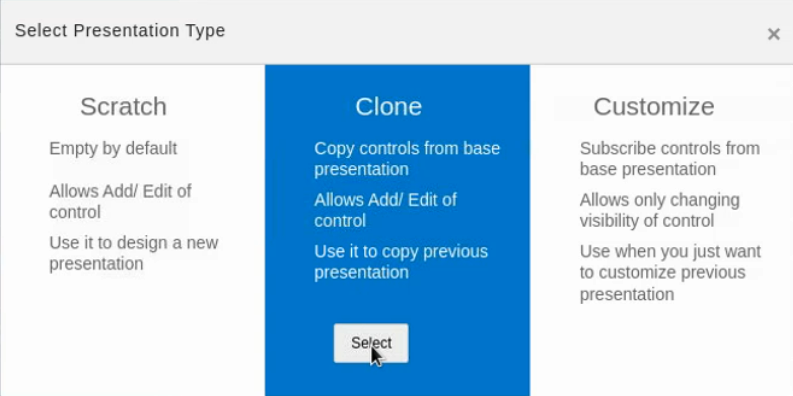 Select Presentation Type
×
Scratch
Empty by default
Allows Add/ Edit of
control
Use it to design a new
presentation
Clone
Copy controls from base
presentation
Allows Add/ Edit of
control
Use it to copy previous
presentation
Select
Customize
Subscribe controls from
base presentation
Allows only changing
visibility of control
Use when you just want
to customize previous
presentation